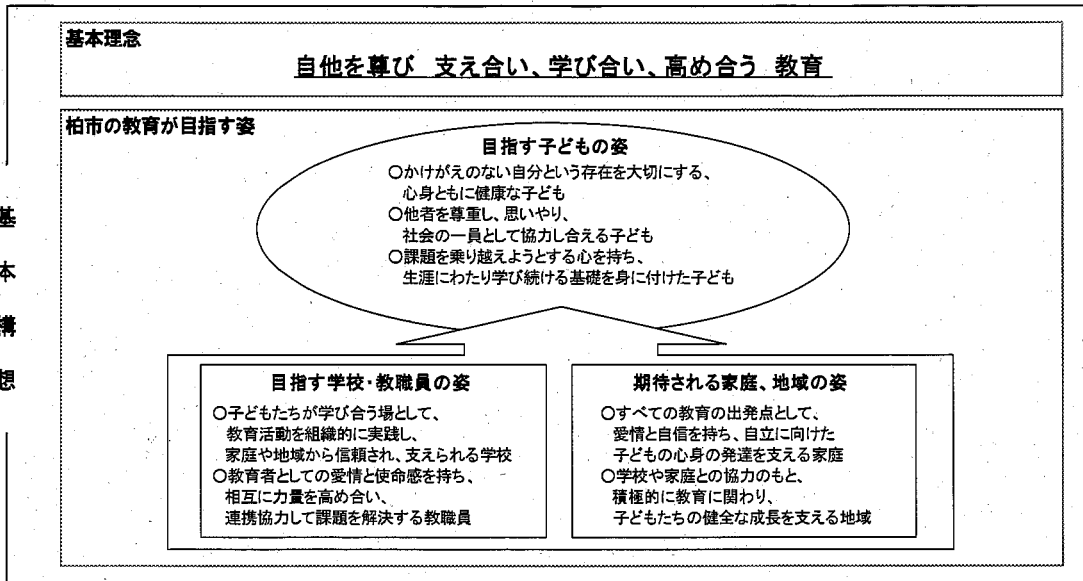 基本理念
自他を尊び 支え合い、学び合い、高め合う 教育
柏市の教育が目指す姿
目指す子どもの姿
○かけがえのない自分という存在を大切にする、
心身ともに健康な子ども
○他者を尊重し、思いやり、
社会の一員として協力し合える子ども
○課題を乗り越えようとする心を持ち、
生涯にわたり学び続ける基礎を身に付けた子ども
基本構想
目指す学校・教職員の姿
○子どもたちが学び合う場として、
教育活動を組織的に実践し、
家庭や地域から信頼され、支えられる学校
○教育者としての愛情と使命感を持ち、
相互に力量を高め合い、
連携協力して課題を解決する教職員
期待される家庭、地域の姿
○すべての教育の出発点として、
愛情と自信を持ち、自立に向けた
子どもの心身の発達を支える家庭
○学校や家庭との協力のもと、
積極的に教育に関わり、
子どもたちの健全な成長を支える地域